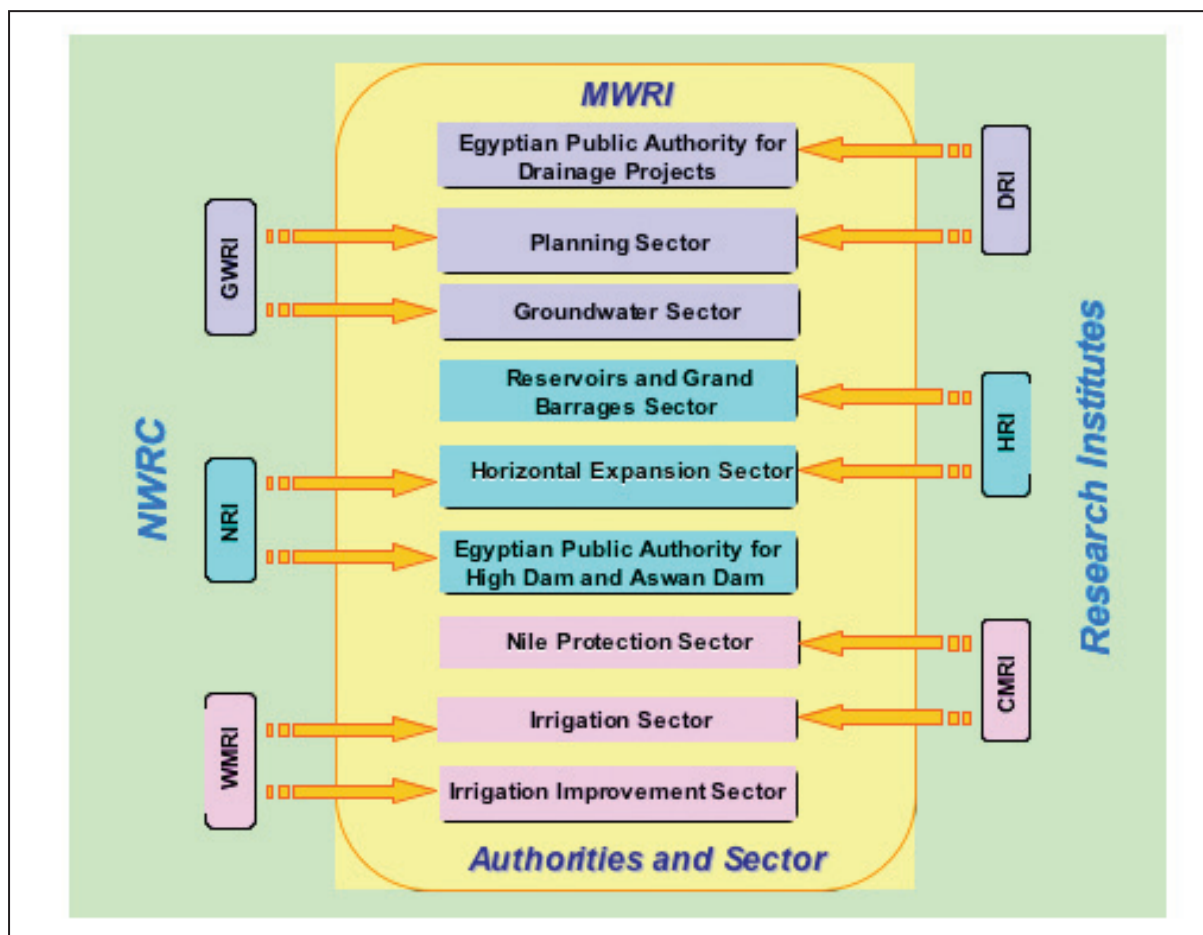 MWRI
Egyptian Public Authority for
Drainage Projects
Planning Sector
Groundwater Sector
Reservoirs and Grand
Barrages Sector
Horizontal Expansion Sector
Egyptian Public Authority for
High Dam and Aswan Dam
Nile Protection Sector
Irrigation Sector
Irrigation Improvement Sector
Authorities and Sector
NWRC
GWRI
NRI
WMRI
DRI
HRI
CMRI
Research Institutes